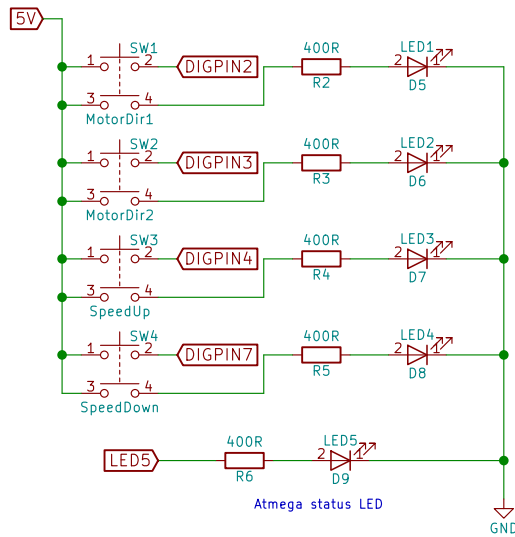 5V
SW1
400R
LED1
1 2
DIGPIN2
2 1
R2
D5
3 4
MotorDir1
SW2
400R
LED2
1 2
DIGPIN3
2 1
R3
D6
3 4
MotorDir2
SW3
400R
LED3
1 2
DIGPIN4
2 1
R4
D7
3 4
SpeedUp
SW4
400R
LED4
1 2
DIGPIN7
2 1
R5
D8
3 4
SpeedDown
400R
LED5
LED5
2 1
R6
D9
Atmega status LED
GND